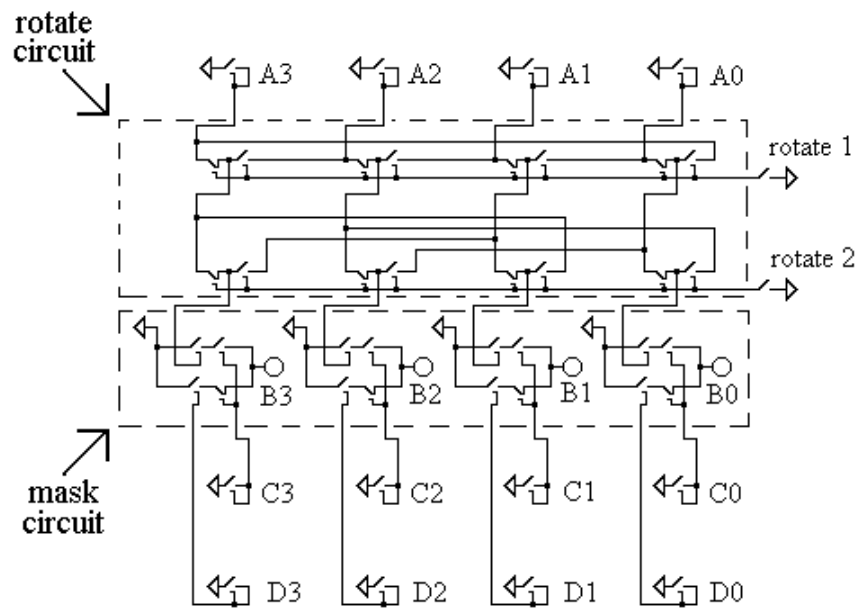 rotate
circuit
A3 A2 A1 A0
rotate 1
rotate 2
B3 B2 B1 B0
mask
circuit
C3 C2 C1 C0
D3 D2 D1 D0